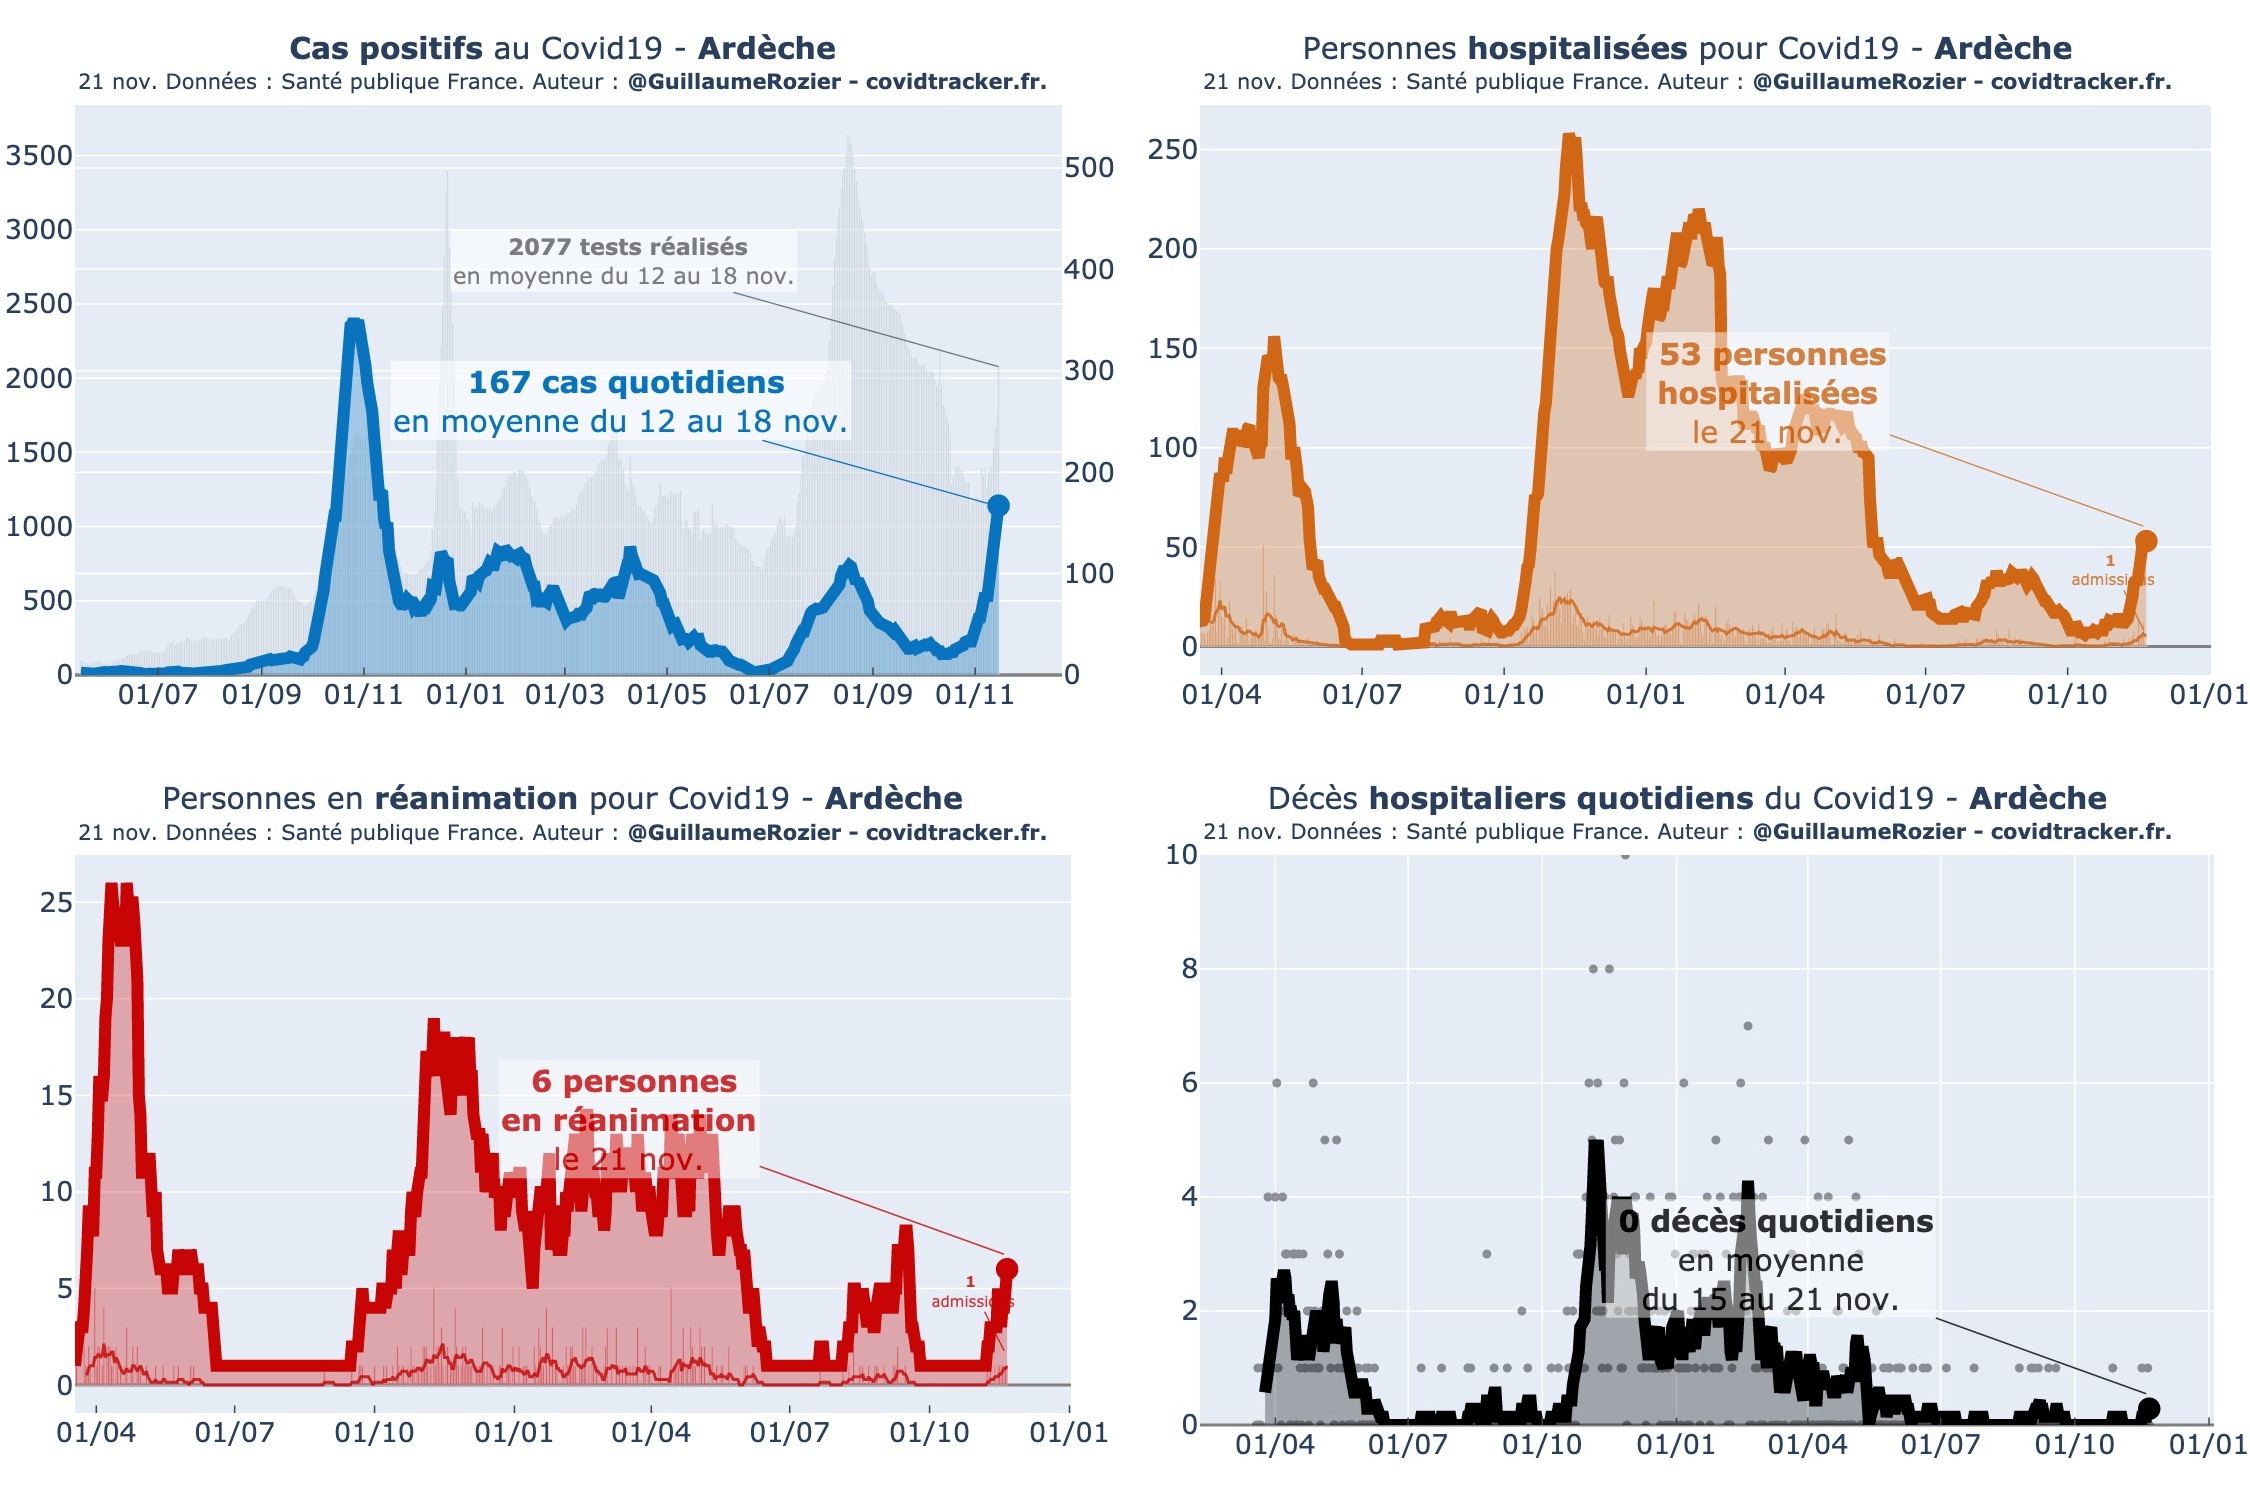 Cas positifs au Covid19 - Ardèche
21 nov. Données : Santé publique France. Auteur : @GuillaumeRozier - covidtracker.fr.
3500
3000
2500
2000
1500
1000
500
0
500
400
300
200
100
0
2077 tests réalisés
en moyenne du 12 au 18 nov.
167 cas quotidiens
en moyenne du 12 au 18 nov.
01/07 01/09 01/11 01/01 01/03 01/05 01/07 01/09 01/11
Personnes hospitalisées pour Covid19 - Ardèche
21 nov. Données : Santé publique France. Auteur : @GuillaumeRozier - covidtracker.fr.
250
200
150
100
50
0
53 personnes
hospitalisées
le 21 nov.
1
admissions
01/04 01/07 01/10 01/01 01/04 01/07 01/10 01/01
Personnes en réanimation pour Covid19 - Ardèche
21 nov. Données : Santé publique France. Auteur : @GuillaumeRozier - covidtracker.fr.
25
20
15
10
5
0
6 personnes
en réanimation
le 21 nov.
1
admissions
01/04 01/07 01/10 01/01 01/04 01/07 01/10 01/01
Décès hospitaliers quotidiens du Covid19 - Ardèche
21 nov. Données : Santé publique France. Auteur : @GuillaumeRozier - covidtracker.fr.
10
8
6
4
2
0
0 décès quotidiens
en moyenne
du 15 au 21 nov.
01/04 01/07 01/10 01/01 01/04 01/07 01/10 01/01